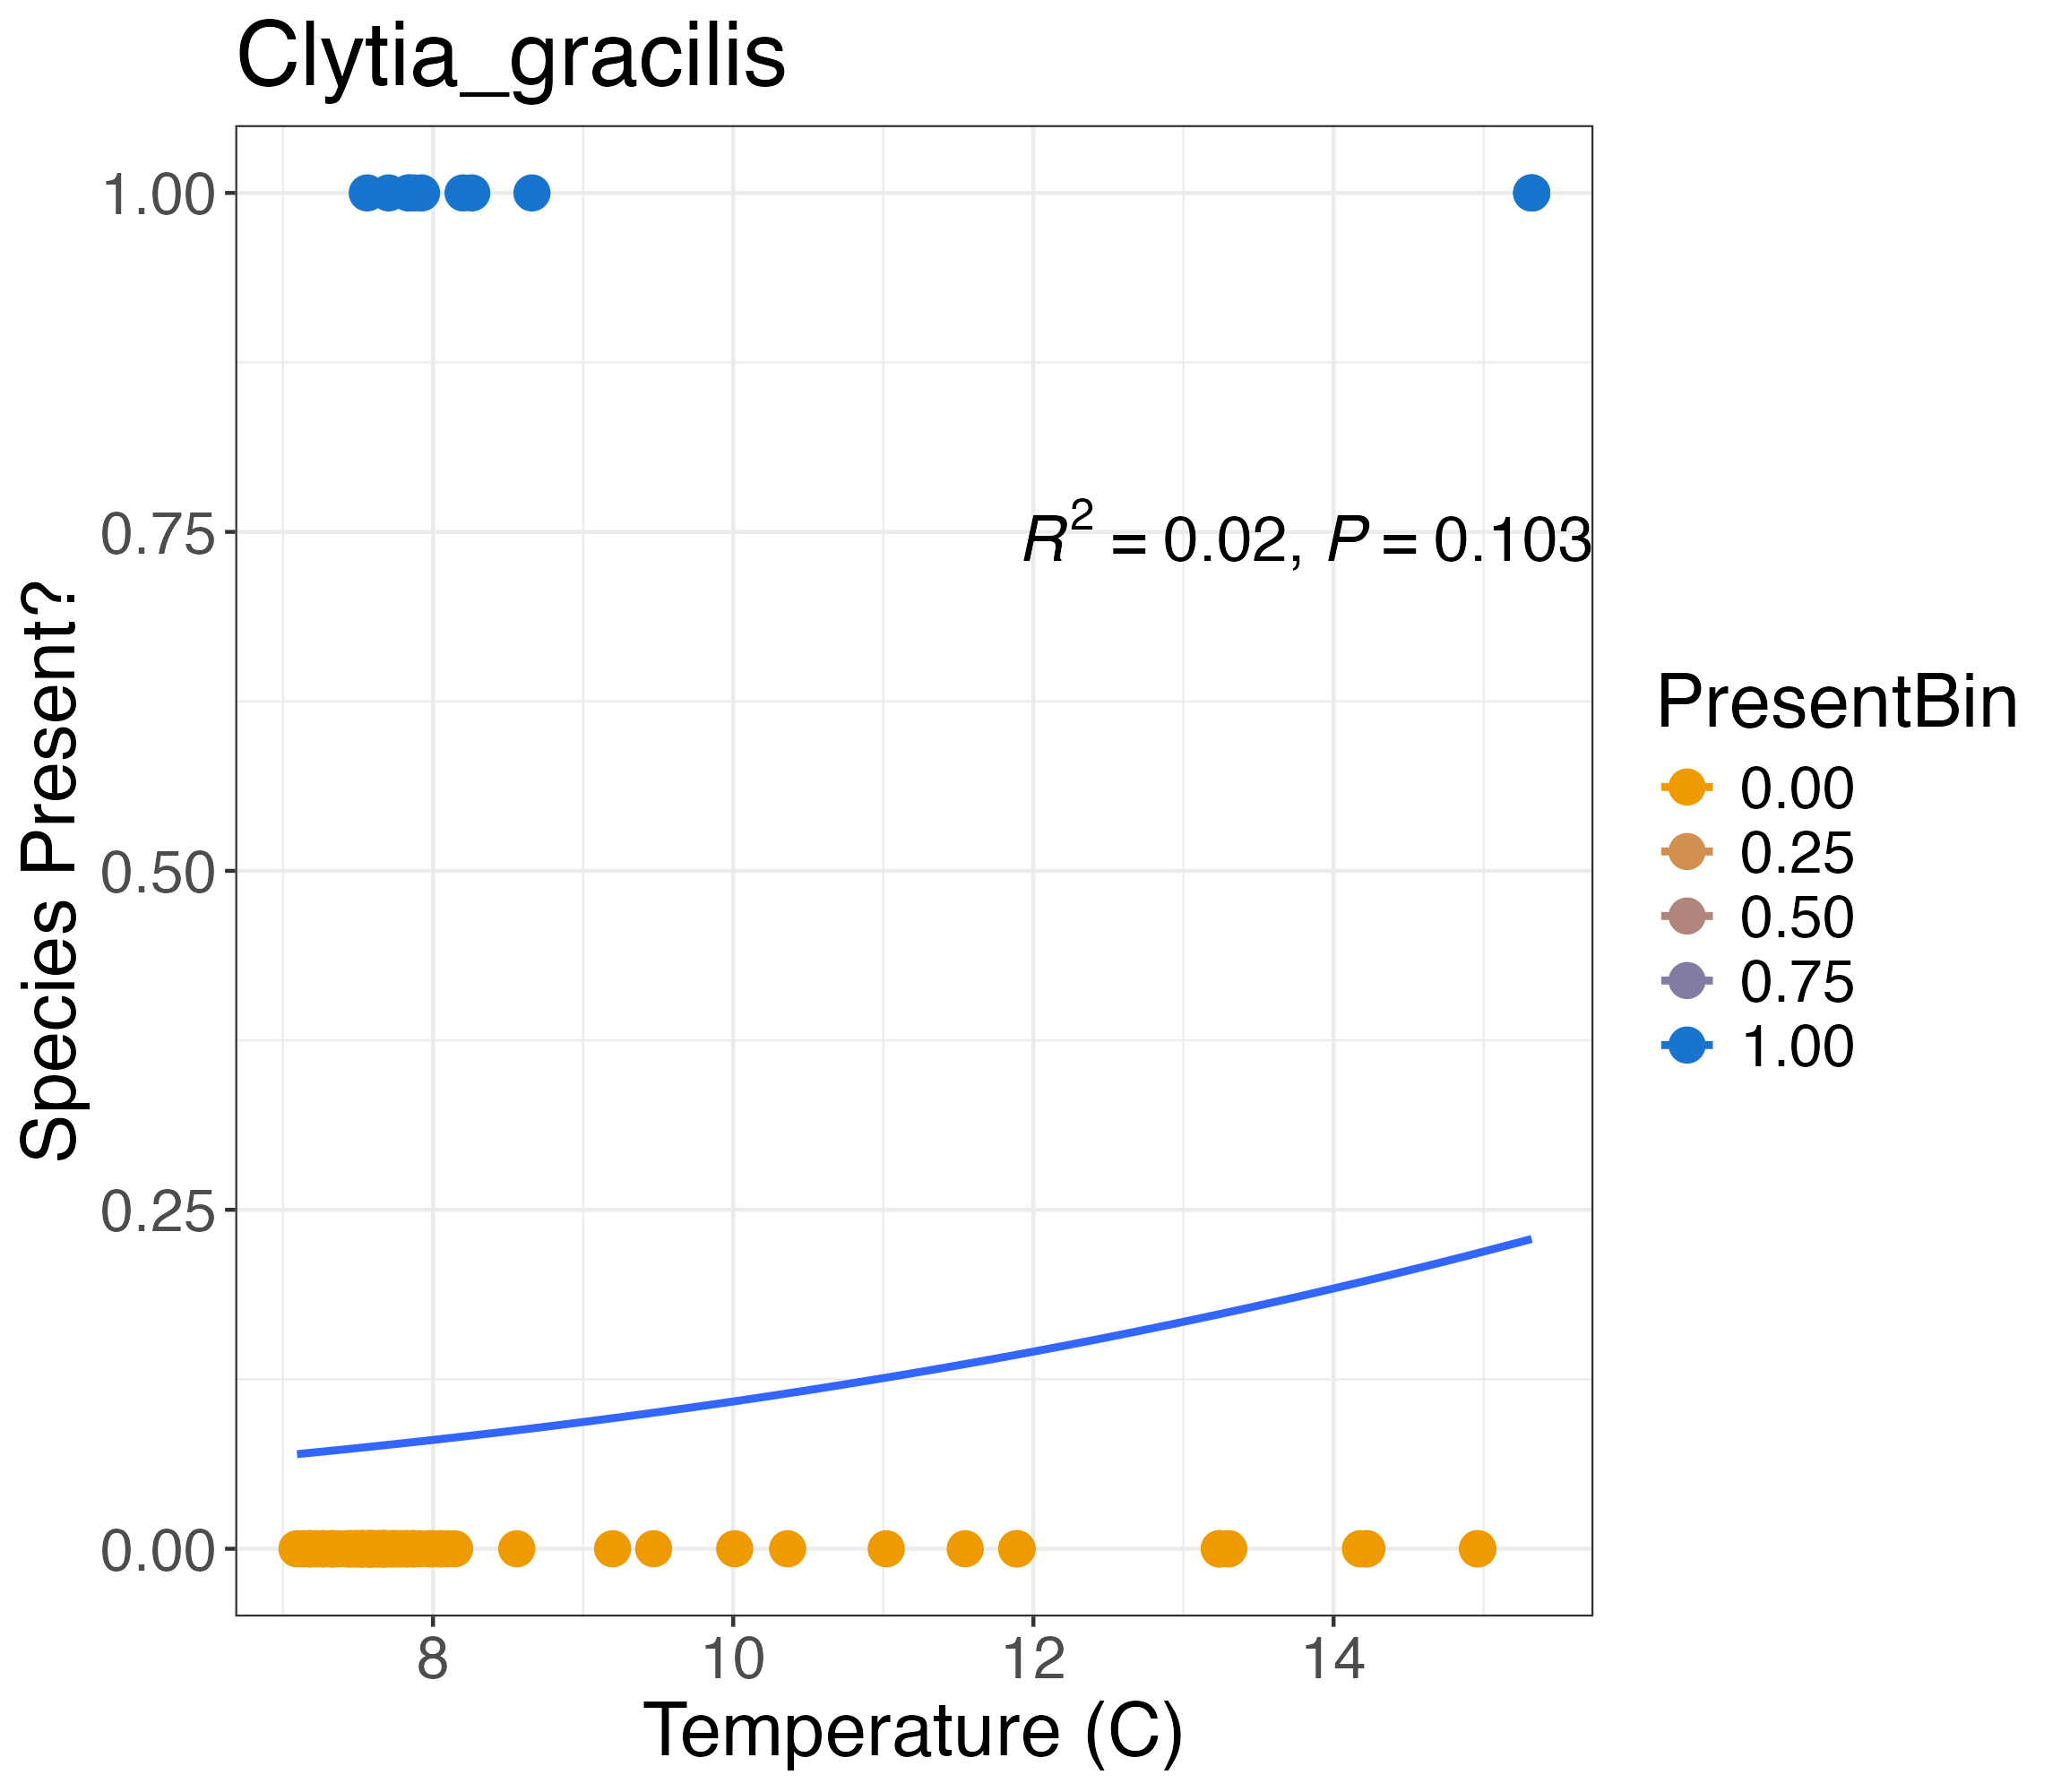 Clytia_gracilis
1.00
0.75
0.50
0.25
0.00
Species Present?
R² = 0.02, P = 0.103
8 10 12 14
Temperature (C)
PresentBin
0.00
0.25
0.50
0.75
1.00